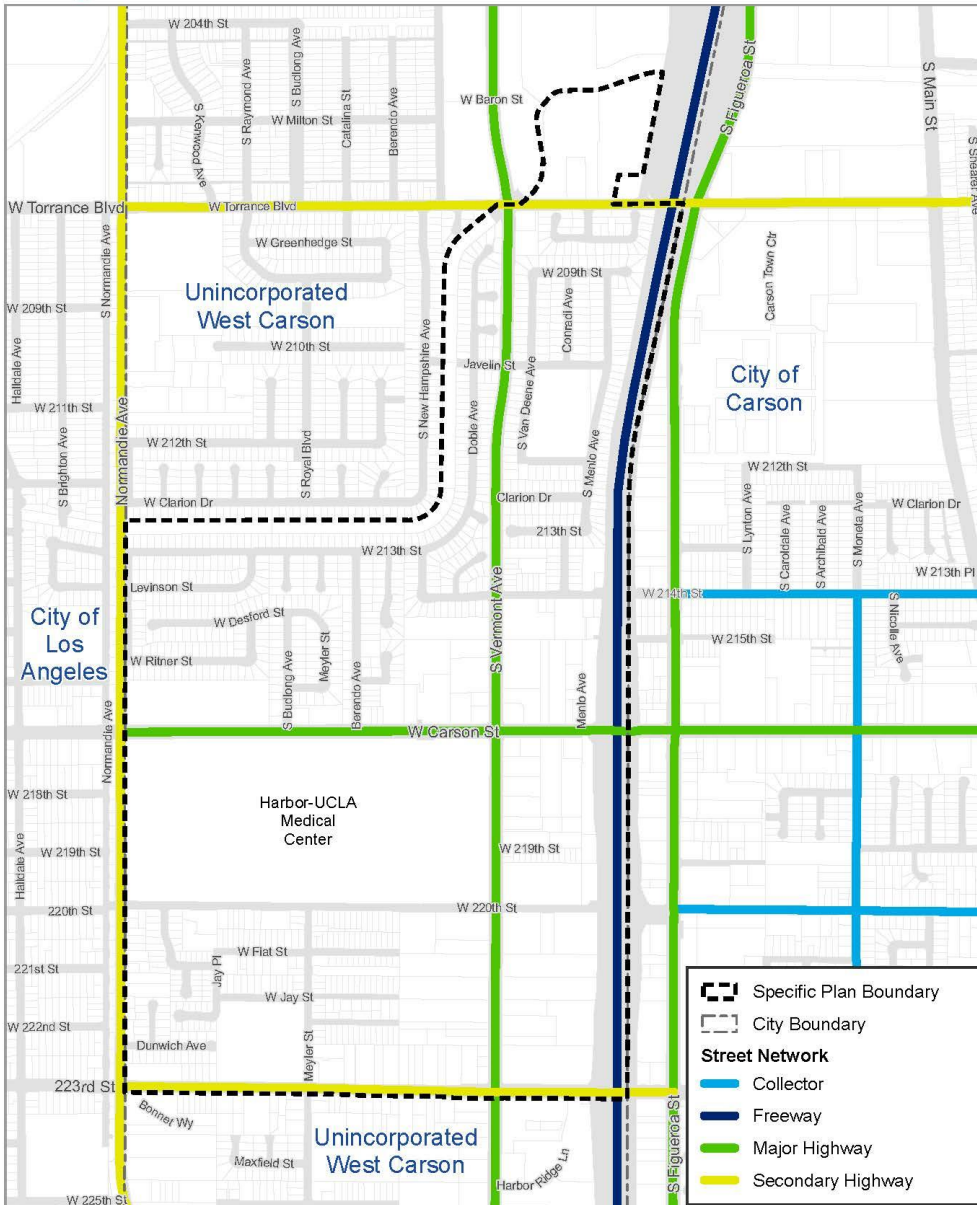 W 204th St
S Budlong Ave
S Raymond Ave
S Kenwood Ave
W Milton St
Catalina St
Berendo Ave
W Baron St
S Figueroa St
S Main St
S Shearer Ave
W Torrance Blvd
W Torrance Blvd
S Normandie Ave
W Greenhedge St
W 209th St
W 209th St
Carson Town Ctr
Unincorporated
West Carson
Halldale Ave
W 210th St
S New Hampshire Ave
Javelin St
Conradi Ave
S Van Deene Ave
City of
Carson
W 211th St
S Brighton Ave
Normandie Ave
W 212th St
S Royal Blvd
Doble Ave
S Menlo Ave
W 212th St
W Clarion Dr
Clarion Dr
S Lynton Ave
S Caroldale Ave
S Archibald Ave
S Moneta Ave
W Clarion Dr
W 213th St
213th St
W 213th Pl
Levinson St
W 214th St
S Nicolle Ave
City of
Los
Angeles
W Desford St
S Vermont Ave
W 215th St
W Ritner St
S Budlong Ave
Meyler St
Berendo Ave
Menlo Ave
Normandie Ave
W Carson St
W 218th St
Harbor-UCLA
Medical
Center
Halldale Ave
W 219th St
W 219th St
220th St
W 220th St
W Fiat St
221st St
Jay Pl
W Jay St
W 222nd St
Dunwich Ave
Meyler St
223rd St
Bonner Wy
Unincorporated
West Carson
Maxfield St
Harbor Ridge Ln
S Figueroa St
W 225th St
Specific Plan Boundary
City Boundary
Street Network
Collector
Freeway
Major Highway
Secondary Highway